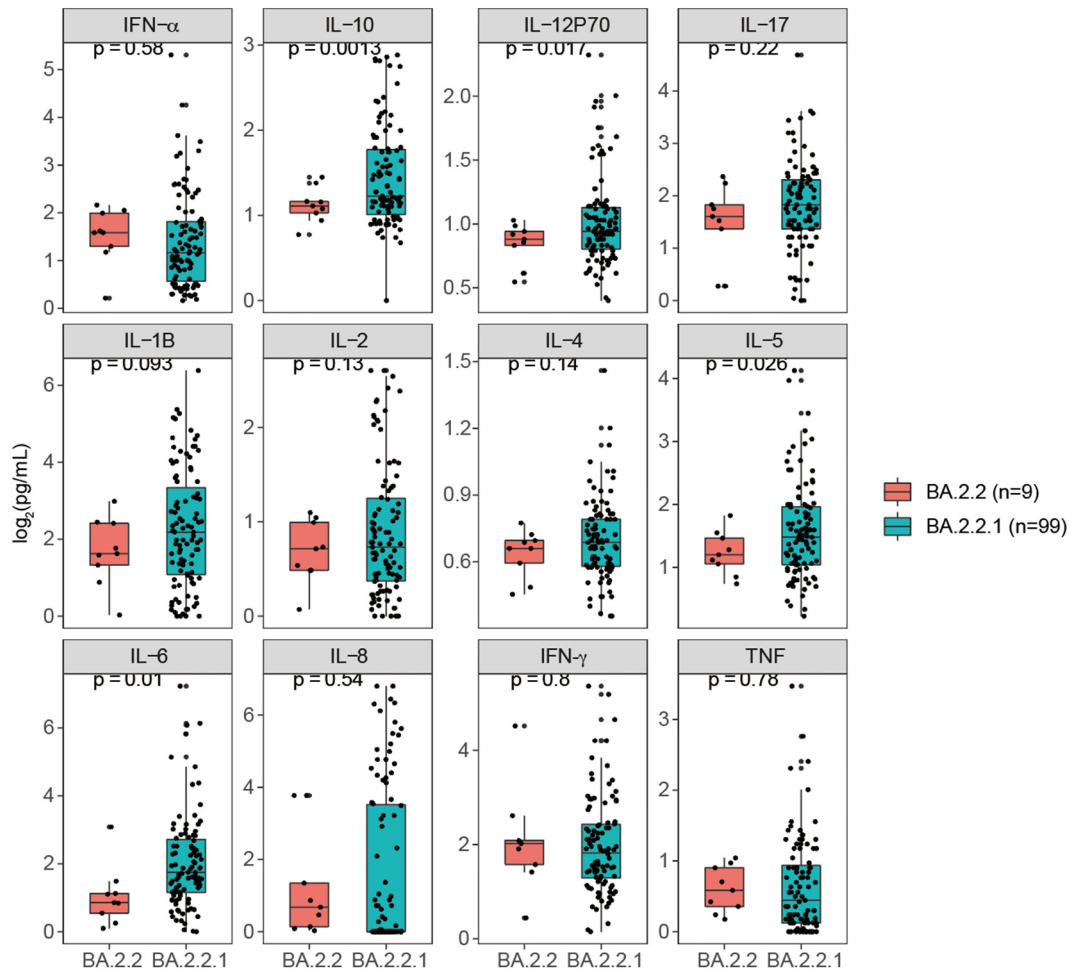 IFN−α
IL−10
IL−12P70
IL−17
p = 0.58
p = 0.0013
p = 0.017
p = 0.22
5
4
3
2
1
0
3
2
1
0
2.0
1.5
1.0
0.5
4
3
2
1
0
IL−1B
IL−2
IL−4
IL−5
p = 0.093
p = 0.13
p = 0.14
p = 0.026
6
4
2
0
2
1
0
1.5
1.2
0.9
0.6
4
3
2
1
log2(pg/mL)
BA.2.2 (n=9)
BA.2.2.1 (n=99)
IL−6
IL−8
IFN-γ
TNF
p = 0.01
p = 0.54
p = 0.8
p = 0.78
6
4
2
0
6
4
2
0
4
2
0
3
2
1
0
BA.2.2 BA.2.2.1
BA.2.2 BA.2.2.1
BA.2.2 BA.2.2.1
BA.2.2 BA.2.2.1